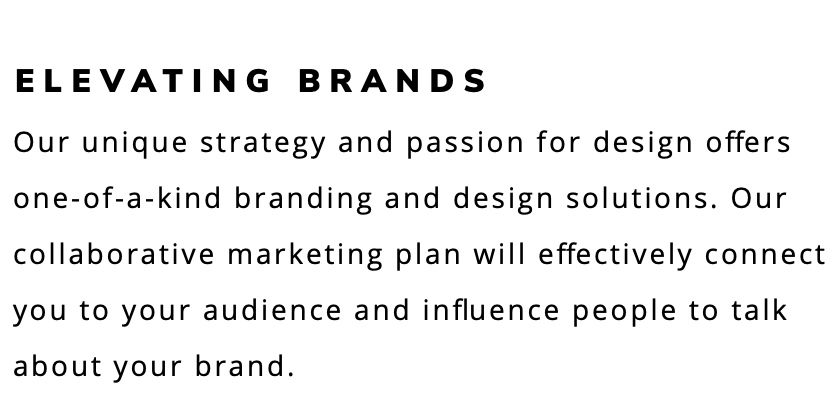 ELEVATING BRANDS
Our unique strategy and passion for design offers
one-of-a-kind branding and design solutions. Our
collaborative marketing plan will effectively connect
you to your audience and influence people to talk
about your brand.